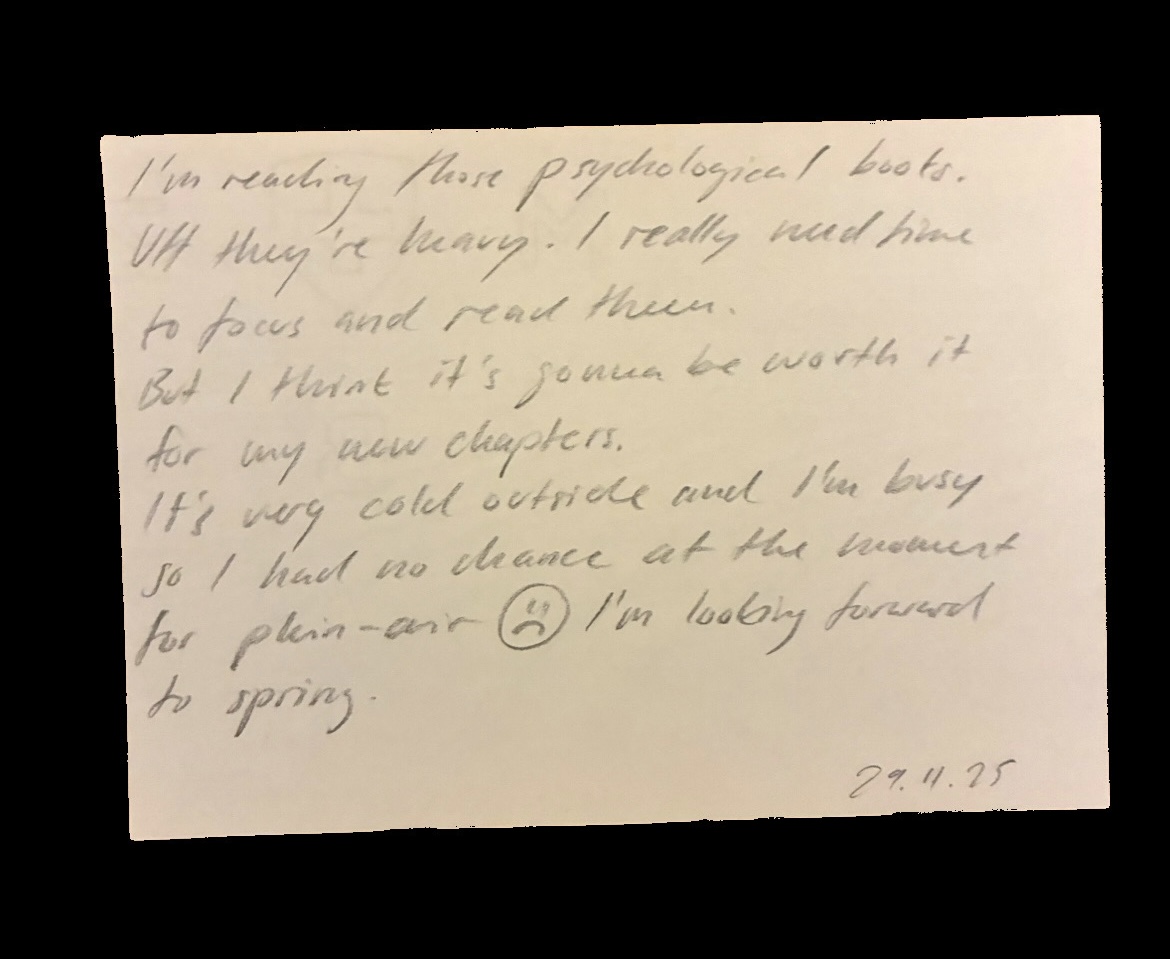 I'm reading those psychological books.
Uff they're heavy. I really need time
to focus and read them.
But I think it's gonna be worth it
for my new chapters.
It's very cold outside and I'm busy
so I had no chance at the moment
for plein-air ☹ I'm looking forward
to spring.
29.11.25